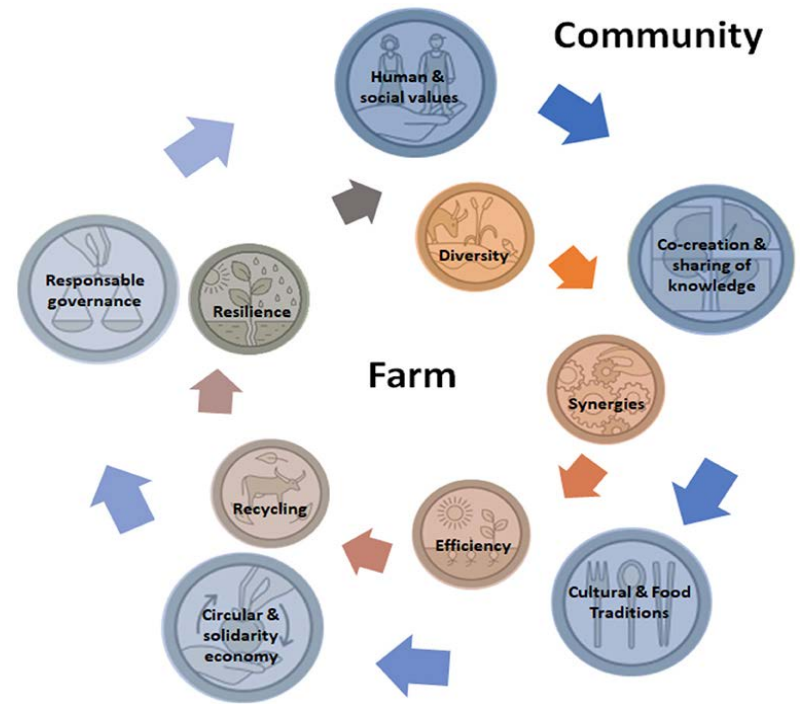 Community
Human &
social values
Diversity
Co-creation &
sharing of
knowledge
Responsable
governance
Resilience
Farm
Synergies
Recycling
Efficiency
Cultural & Food
Traditions
Circular &
solidarity
economy